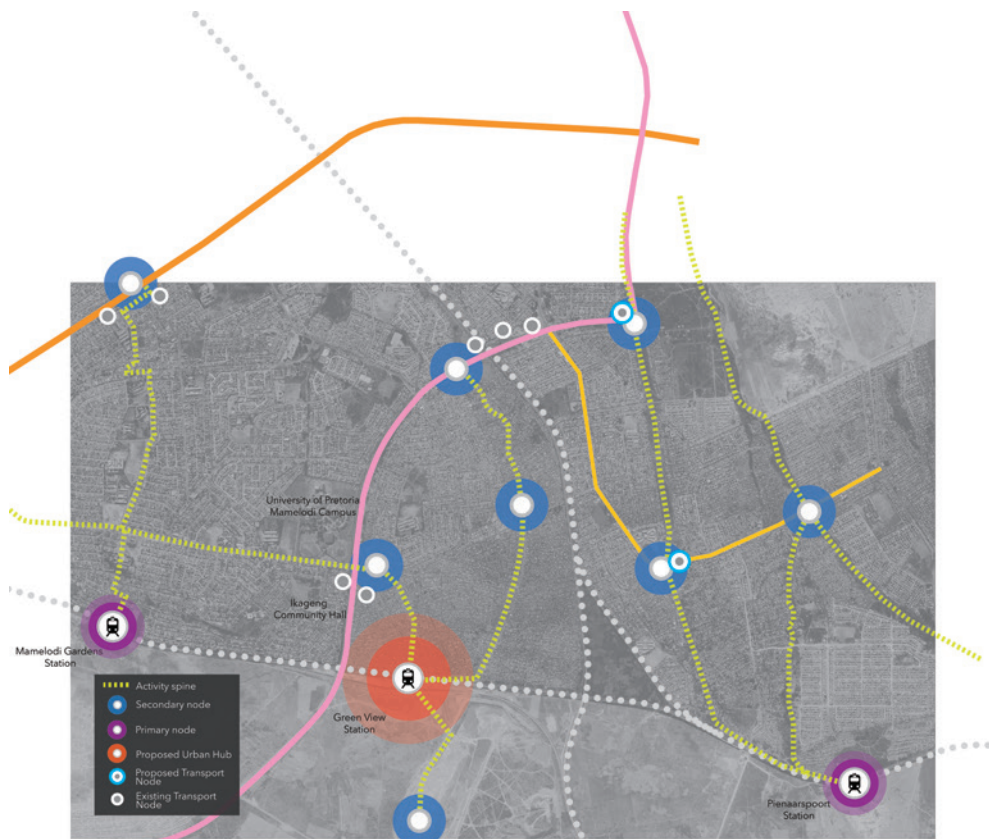 University of Pretoria
Mamelodi Campus
Ikageng
Community Hall
Mamelodi Gardens
Station
Green View
Station
Pienaarspoort
Station
Activity spine
Secondary node
Primary node
Proposed Urban Hub
Proposed Transport
Node
Existing Transport
Node